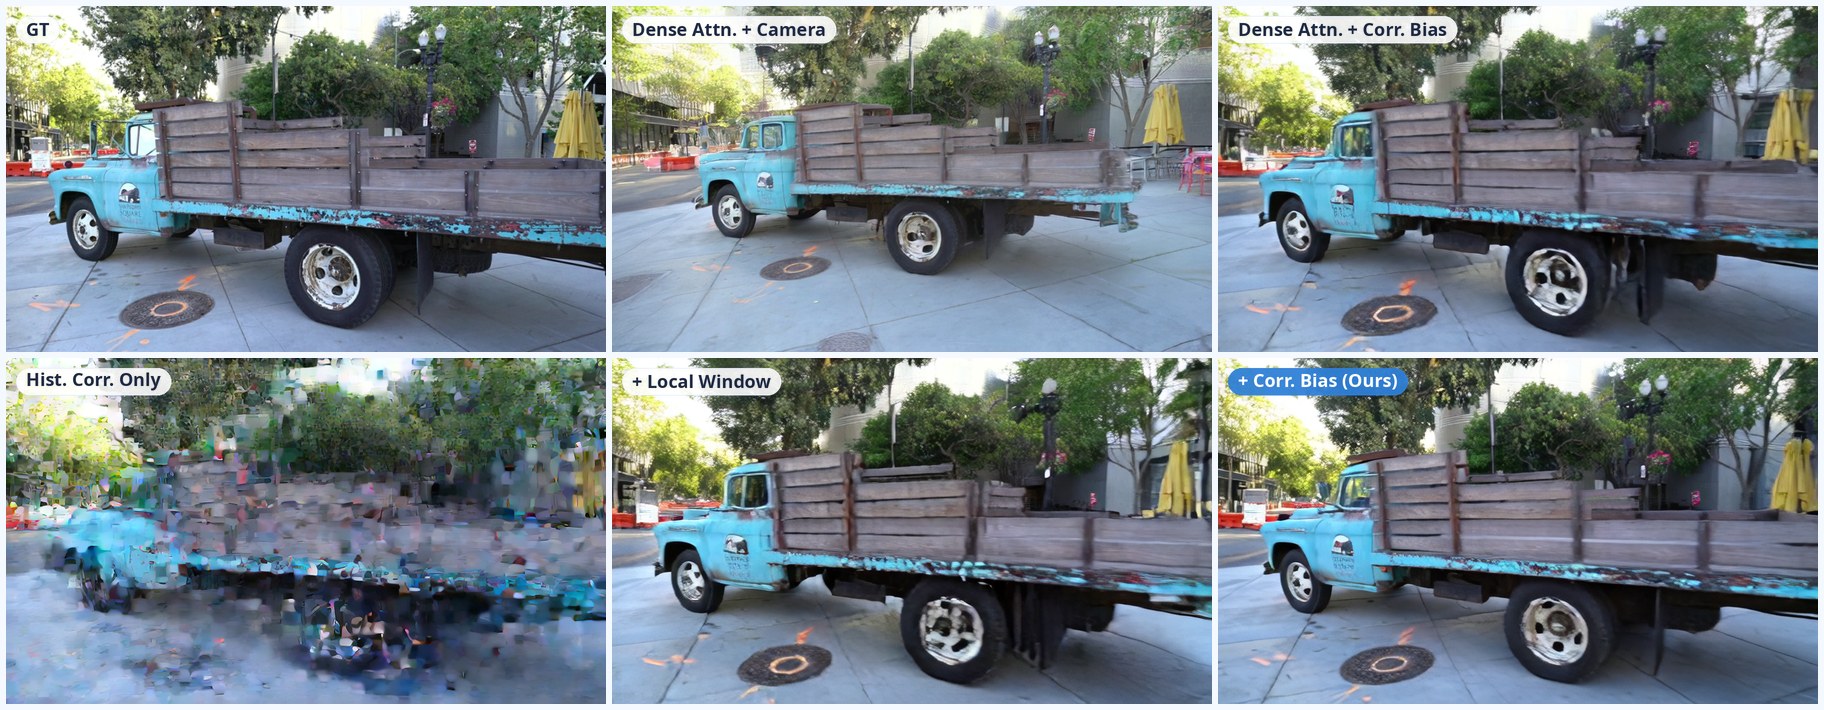 GT
Dense Attn. + Camera
Dense Attn. + Corr. Bias
Hist. Corr. Only
+ Local Window
+ Corr. Bias (Ours)